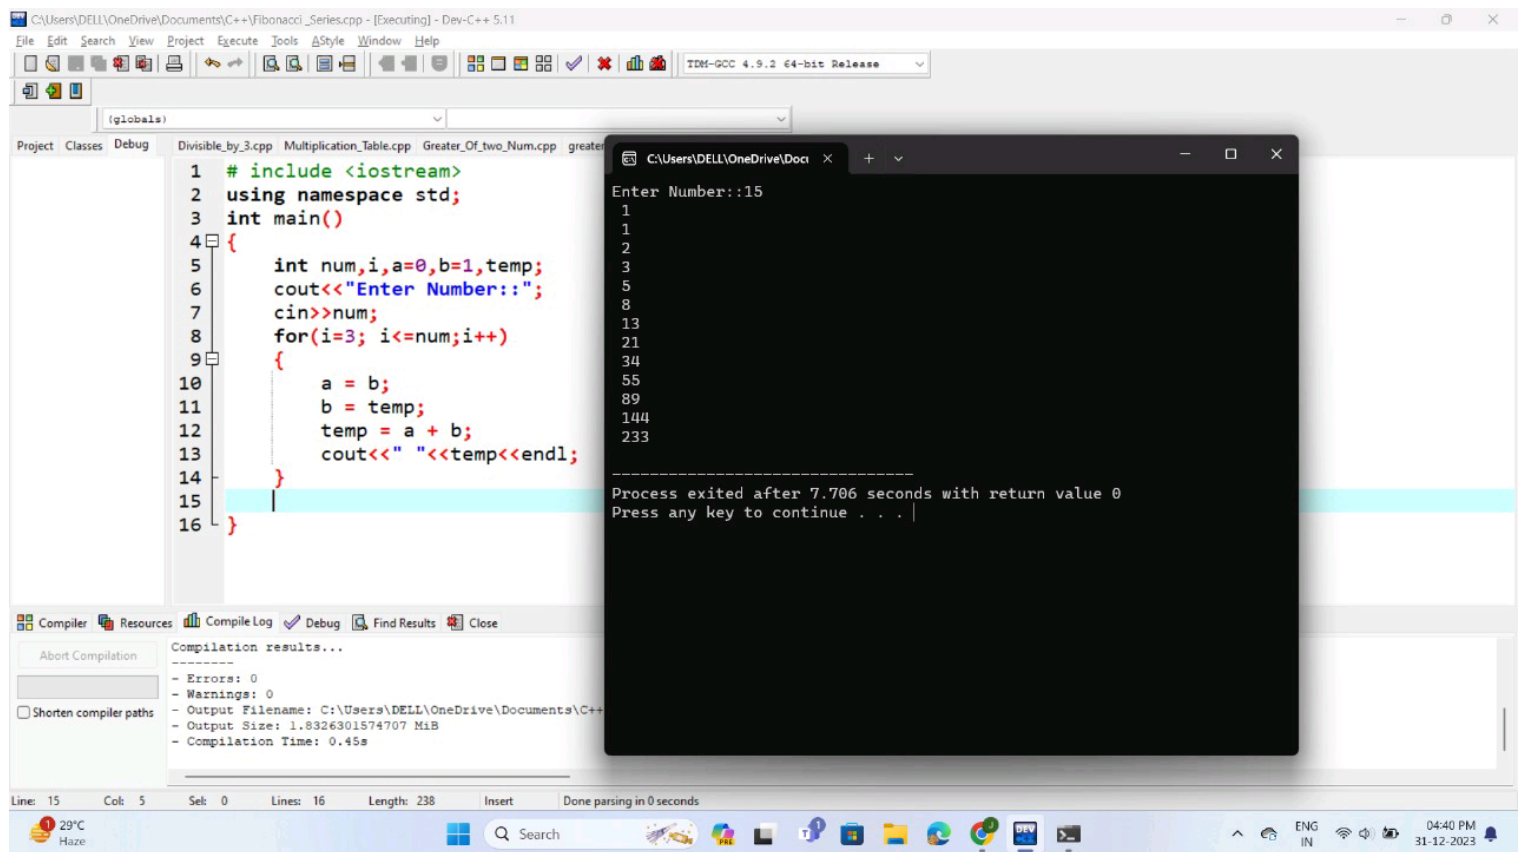 C:\Users\DELL\OneDrive\Documents\C++\Fibonacci _Series.cpp - [Executing] - Dev-C++ 5.11
File Edit Search View Project Execute Tools AStyle Window Help
TDM-GCC 4.9.2 64-bit Release
(globals)
Project Classes Debug
Divisible_by_3.cpp Multiplication_Table.cpp Greater_Of_two_Num.cpp greater
1 # include <iostream>
2 using namespace std;
3 int main()
4 {
5 int num,i,a=0,b=1,temp;
6 cout<<"Enter Number::";
7 cin>>num;
8 for(i=3; i<=num;i++)
9 {
10 a = b;
11 b = temp;
12 temp = a + b;
13 cout<<" "<<temp<<endl;
14 }
15
16 }
C:\Users\DELL\OneDrive\Docu
Enter Number::15
1
1
2
3
5
8
13
21
34
55
89
144
233
--------------------------------
Process exited after 7.706 seconds with return value 0
Press any key to continue . . .
Compiler Resources Compile Log Debug Find Results Close
Abort Compilation
Shorten compiler paths
Compilation results...
--------
- Errors: 0
- Warnings: 0
- Output Filename: C:\Users\DELL\OneDrive\Documents\C++
- Output Size: 1.8326301574707 MiB
- Compilation Time: 0.45s
Line: 15 Col: 5 Sel: 0 Lines: 16 Length: 238 Insert Done parsing in 0 seconds
1
29°C
Haze
Search
PRE
1
J
DEV
ENG
IN
04:40 PM
31-12-2023